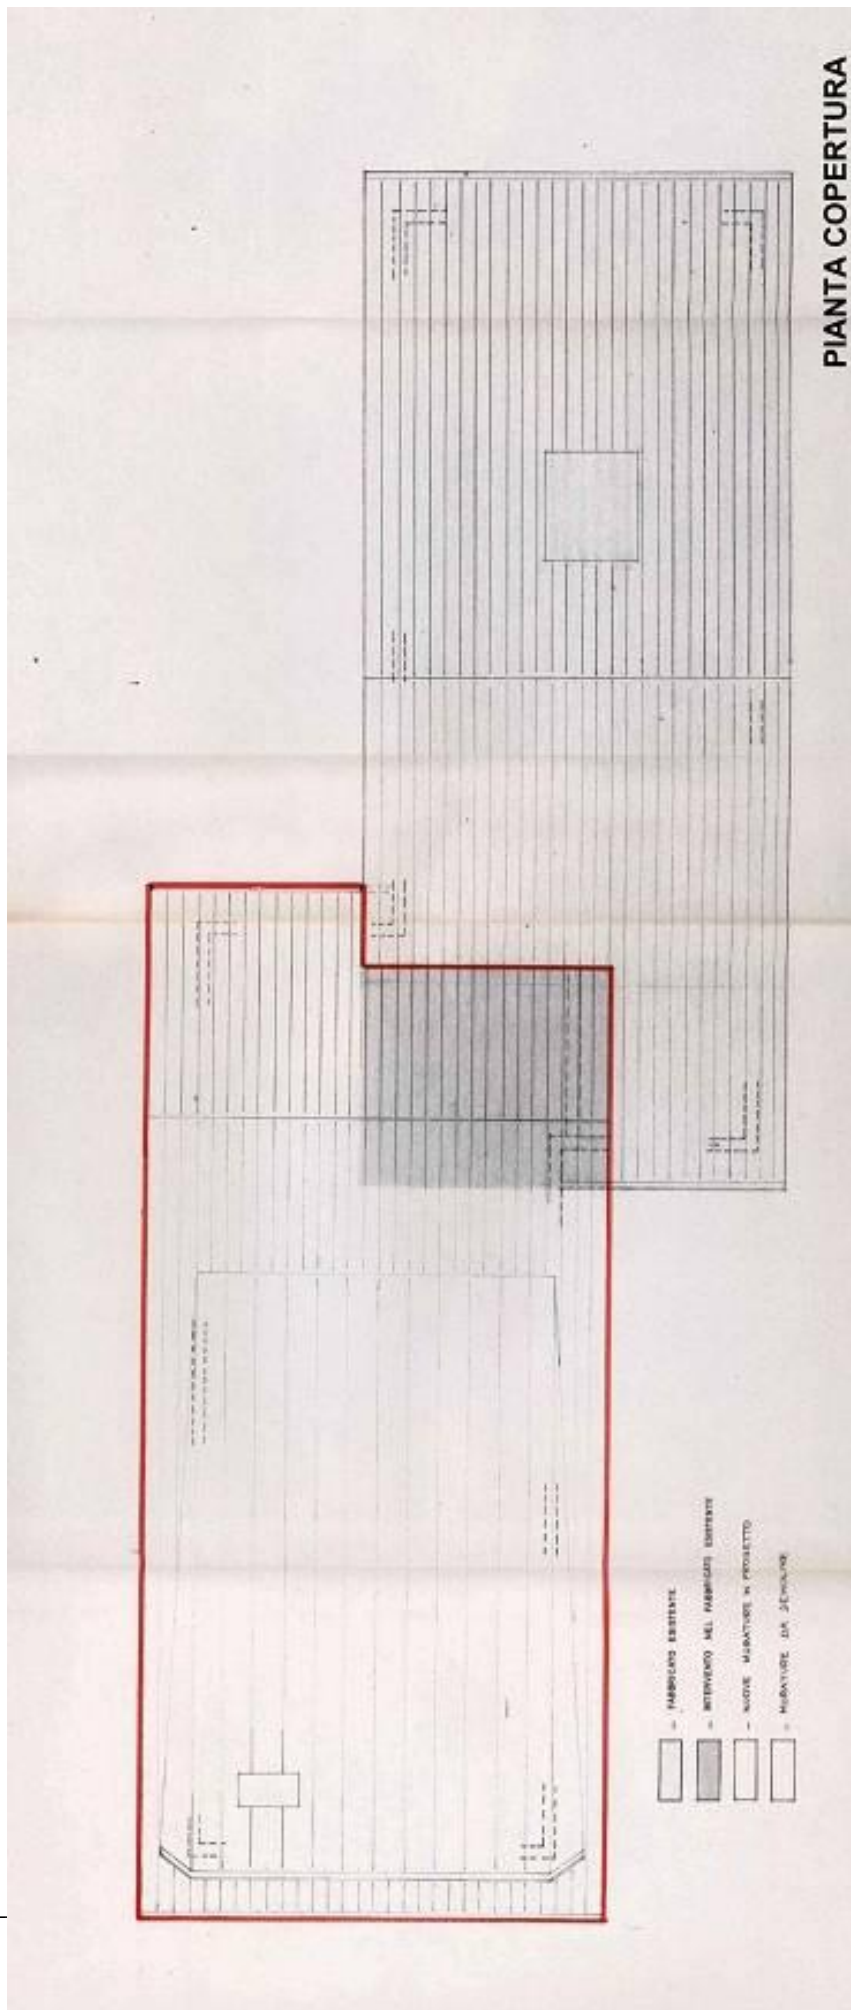 PIANTA COPERTURA
= FABBRICATO ESISTENTE
= INTERVENTO NEL FABBRICATO ESISTENTE
= NUOVE MURATURE IN PROGETTO
= MURATURE DA DEMOLIRE